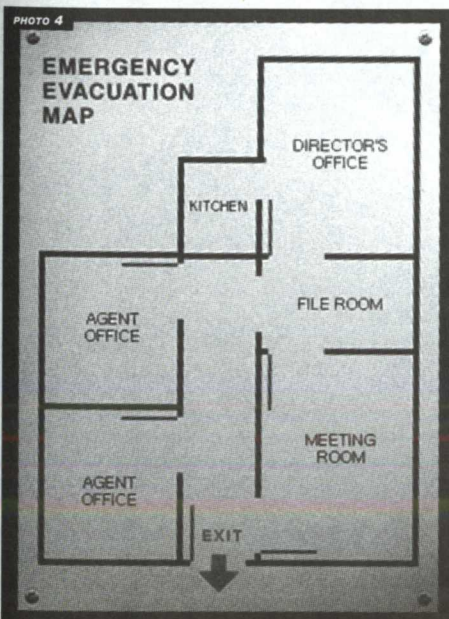 PHOTO 4
EMERGENCY
EVACUATION
MAP
DIRECTOR'S
OFFICE
KITCHEN
FILE ROOM
AGENT
OFFICE
MEETING
ROOM
AGENT
OFFICE
EXIT